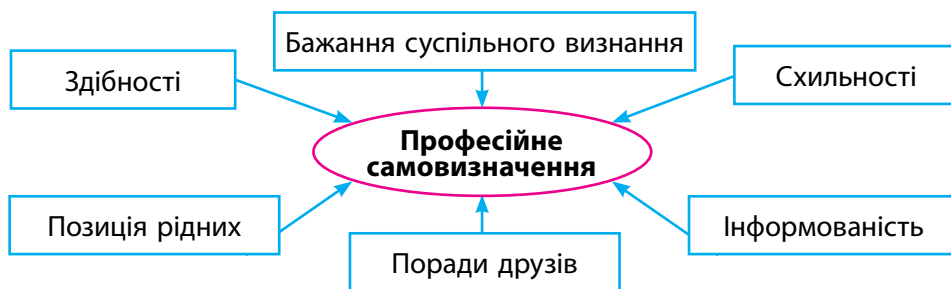 Бажання суспільного визнання
Здібності
Схильності
Професійне
самовизначення
Позиція рідних
Інформованість
Поради друзів